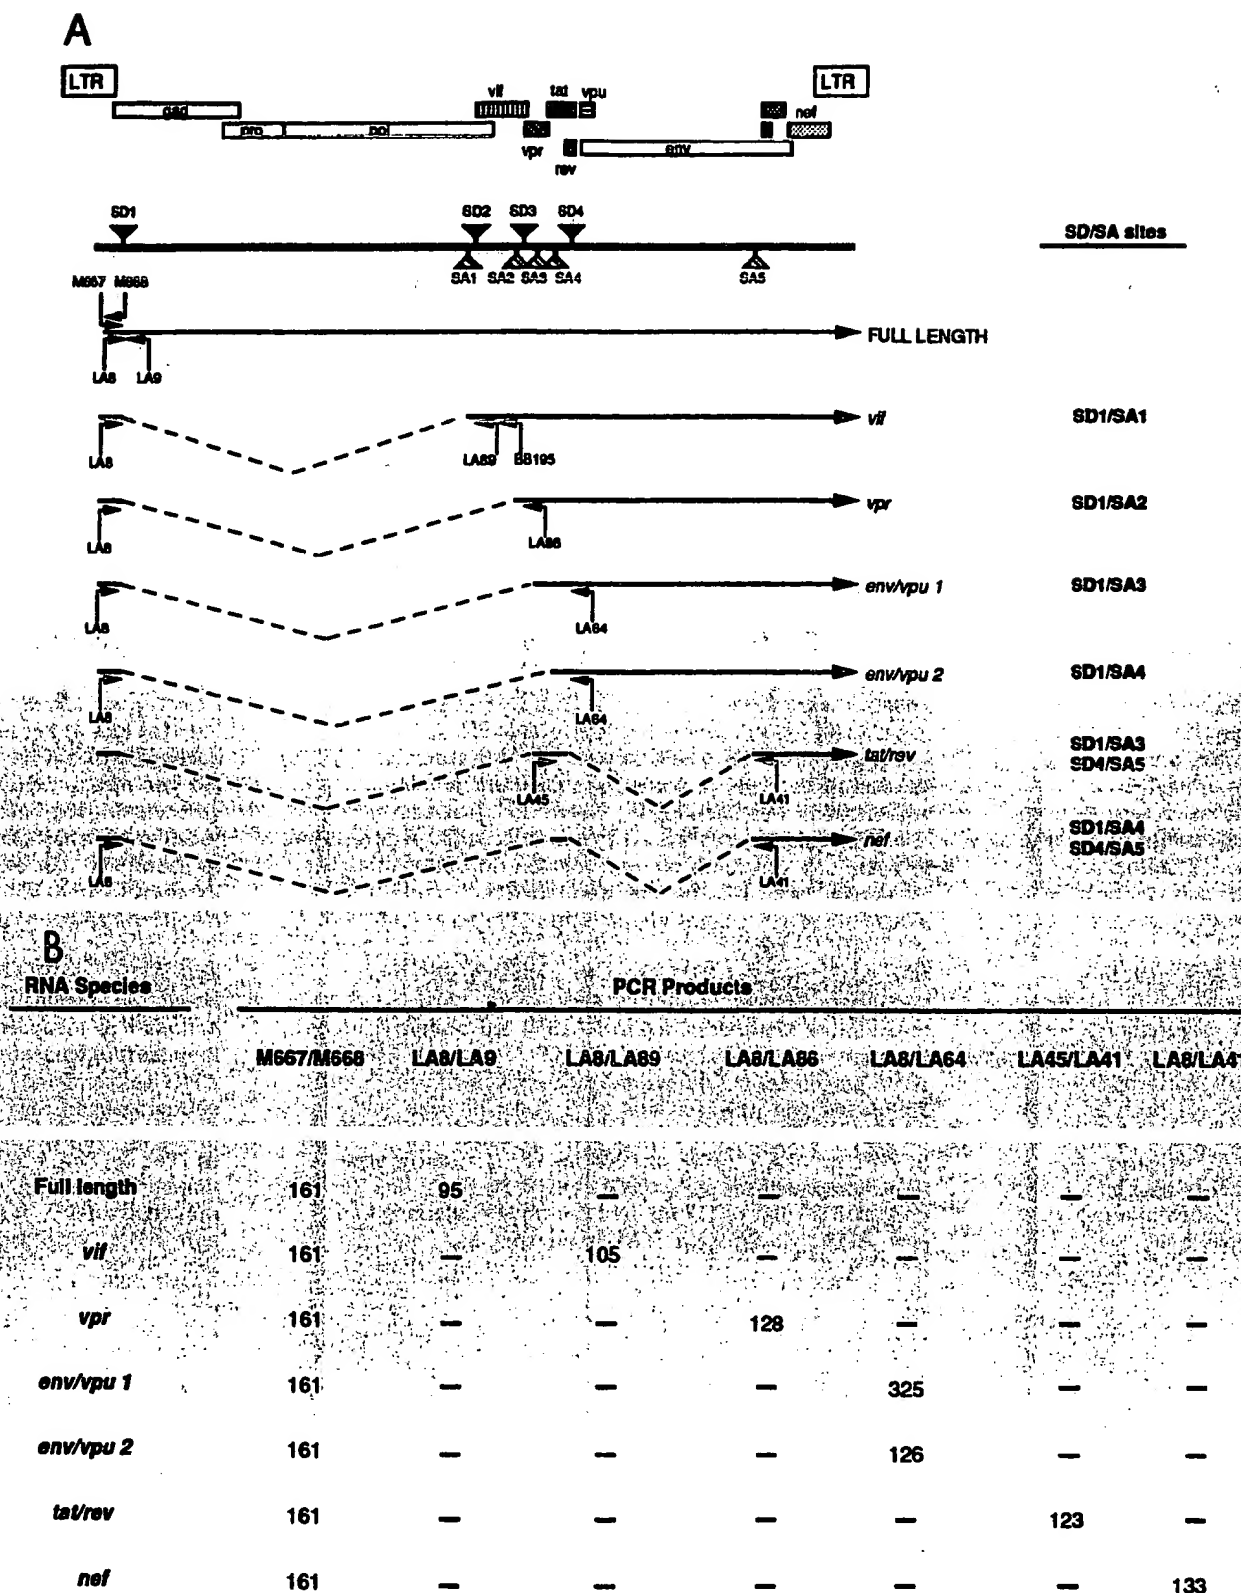 A
LTR LTR
vif tat vpu
gag nef
pro pol
vpr env
rev
SD1 SD2 SD3 SD4
SD/SA sites
SA1 SA2 SA3 SA4 SA5
M667 M668
FULL LENGTH
LA8 LA9
vif SD1/SA1
LA8 LA89 BB195
vpr SD1/SA2
LA8 LA86
env/vpu 1 SD1/SA3
LA8 LA64
env/vpu 2 SD1/SA4
LA8 LA64
tat/rev SD1/SA3
SD4/SA5
LA45 LA41
nef SD1/SA4
SD4/SA5
LA8 LA41
B
RNA Species PCR Products
M667/M668 LA8/LA9 LA8/LA89 LA8/LA86 LA8/LA64 LA45/LA41 LA8/LA41
Full length 161 95 — — — — —
vif 161 — 105 — — — —
vpr 161 — — 128 — — —
env/vpu 1 161 — — — 325 — —
env/vpu 2 161 — — — 126 — —
tat/rev 161 — — — — 123 —
nef 161 — — — — — 133